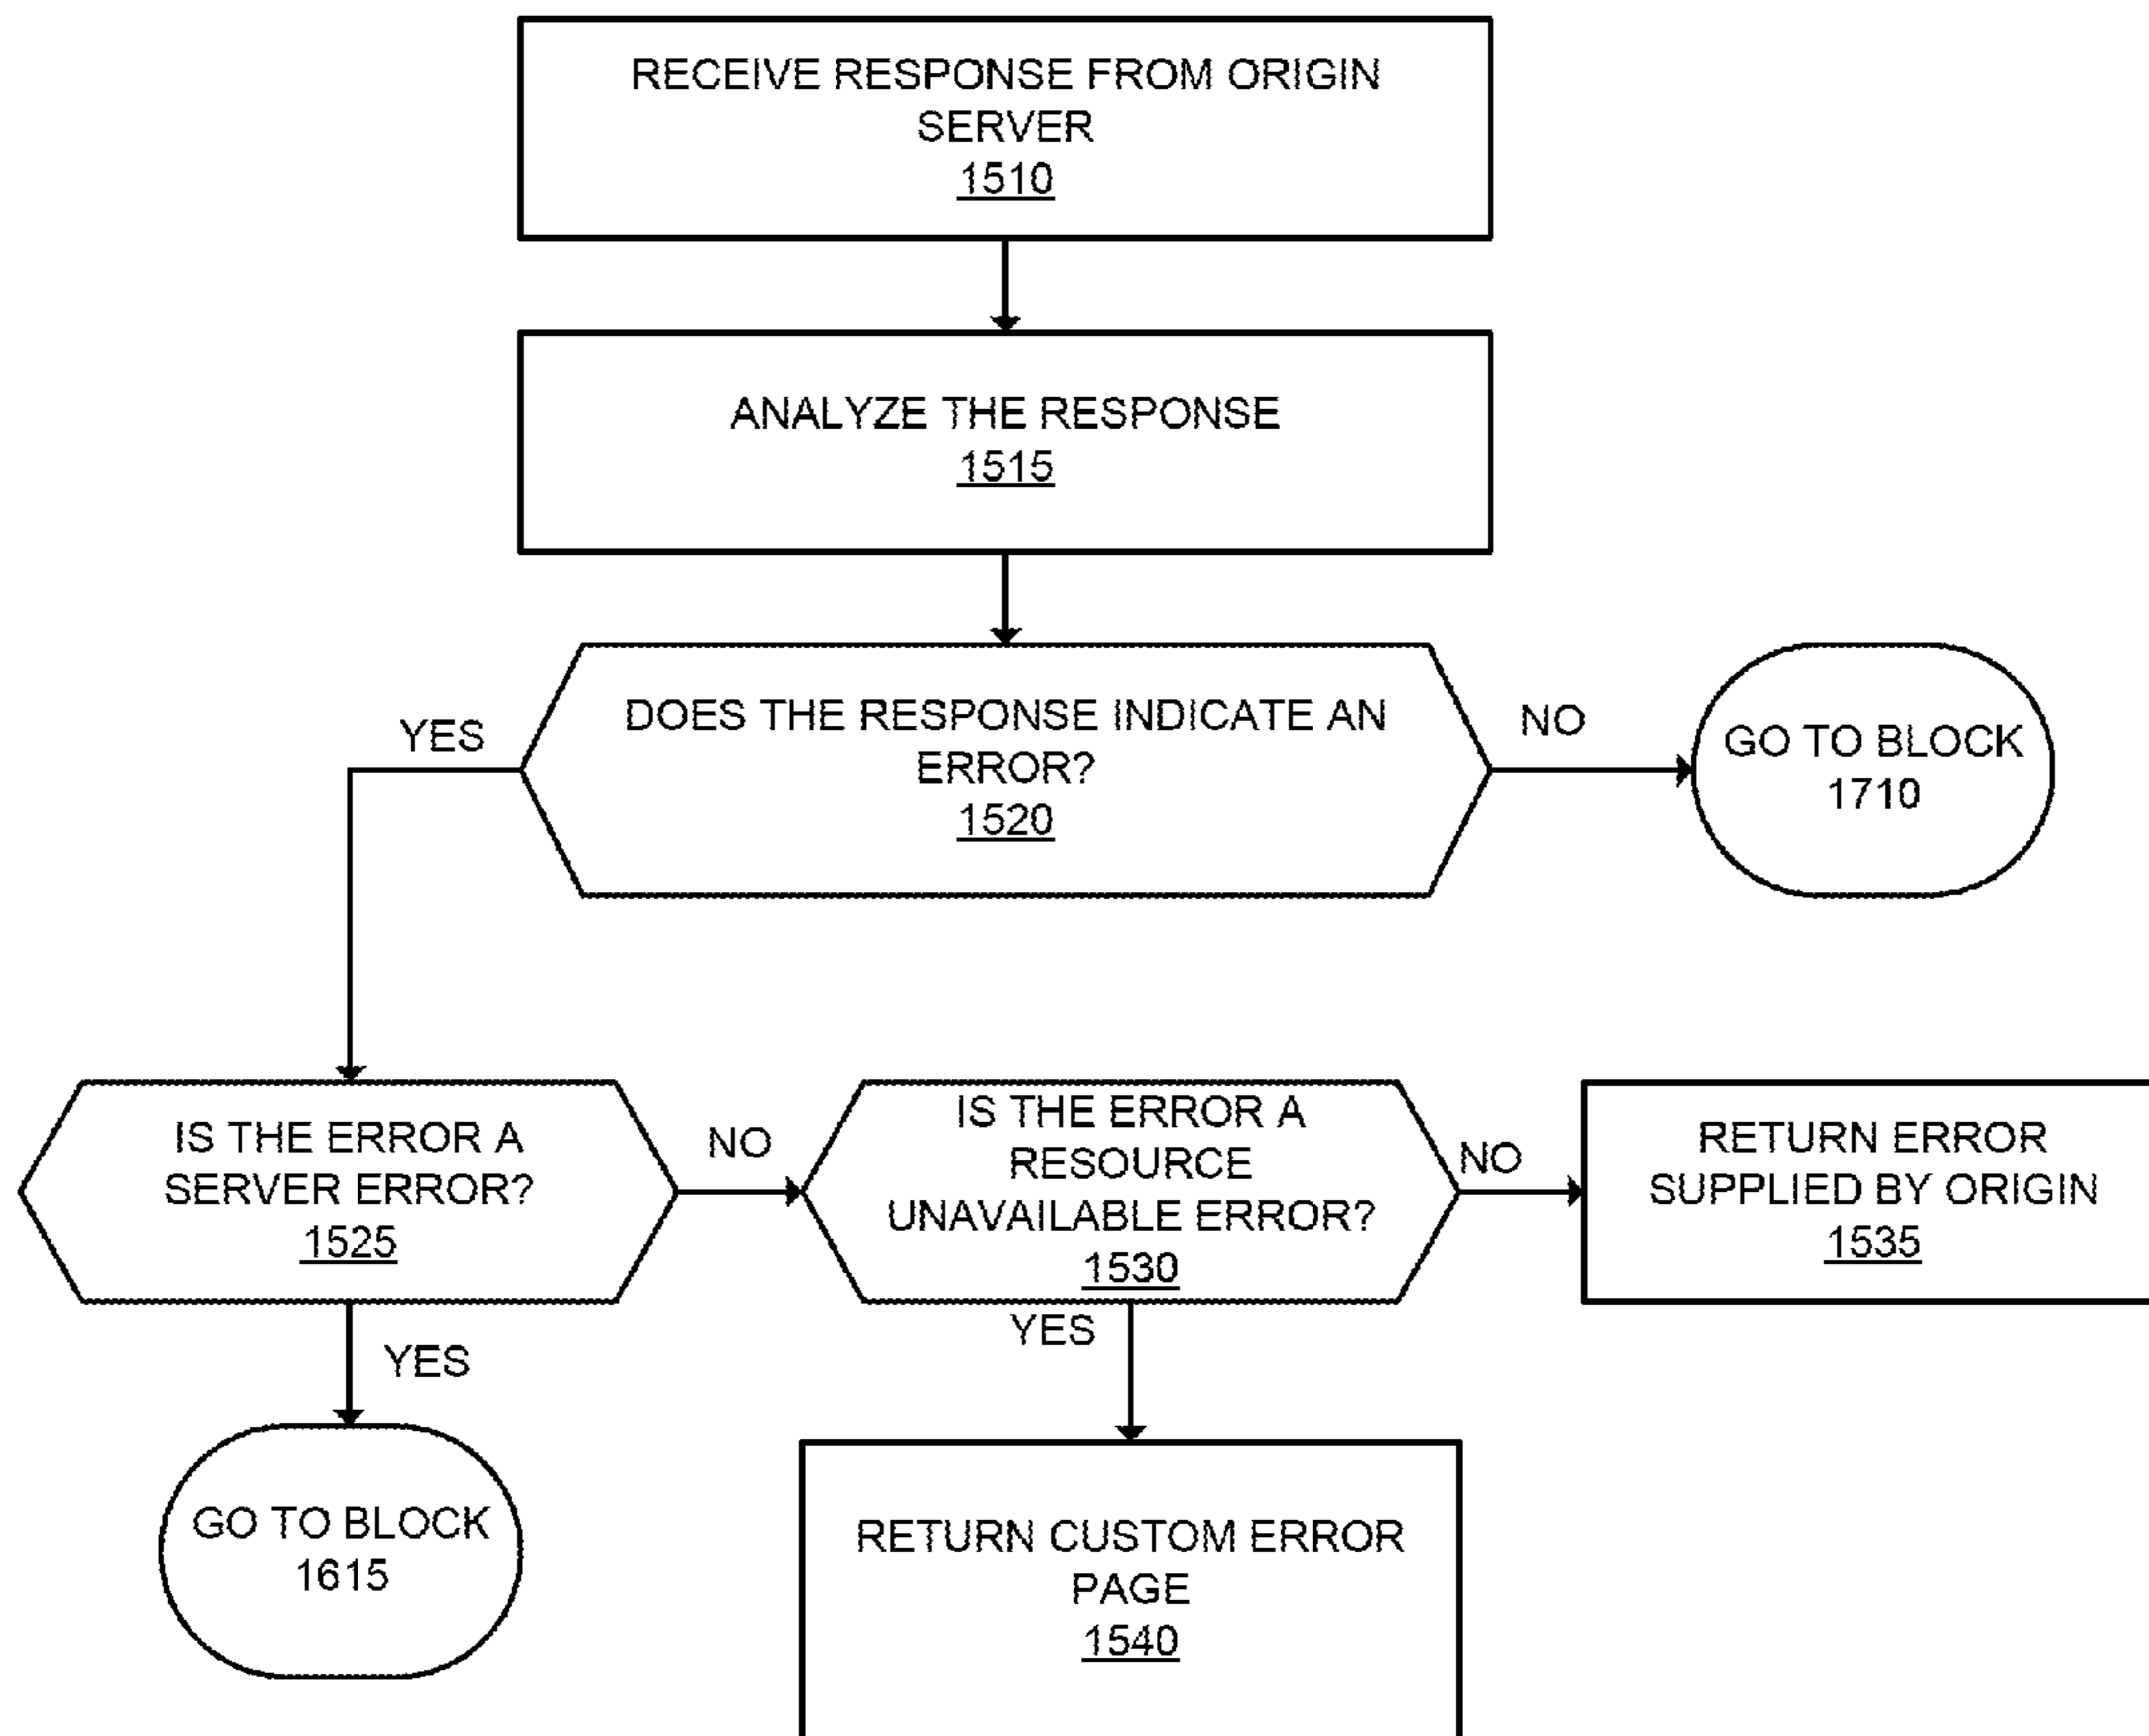 RECEIVE RESPONSE FROM ORIGIN
SERVER
1510
ANALYZE THE RESPONSE
1515
DOES THE RESPONSE INDICATE AN
ERROR?
1520
YES
NO
GO TO BLOCK
1710
IS THE ERROR A
SERVER ERROR?
1525
NO
IS THE ERROR A
RESOURCE
UNAVAILABLE ERROR?
1530
NO
RETURN ERROR
SUPPLIED BY ORIGIN
1535
YES
GO TO BLOCK
1615
YES
RETURN CUSTOM ERROR
PAGE
1540